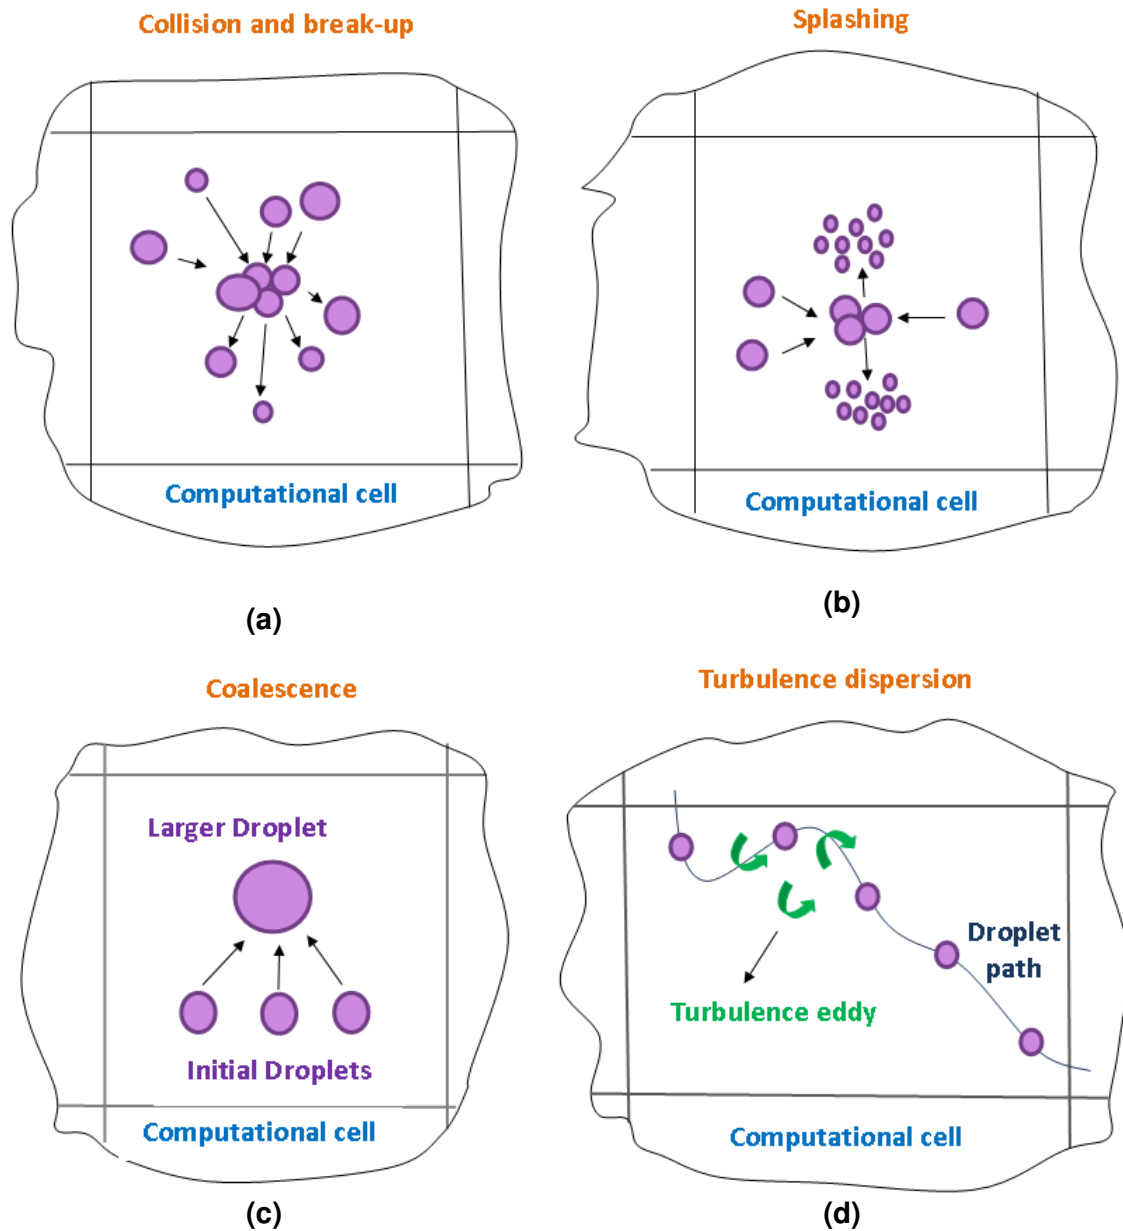 Collision and break-up
Splashing
Computational cell
Computational cell
(a)
(b)
Coalescence
Turbulence dispersion
Larger Droplet
Droplet
path
Turbulence eddy
Initial Droplets
Computational cell
Computational cell
(c)
(d)